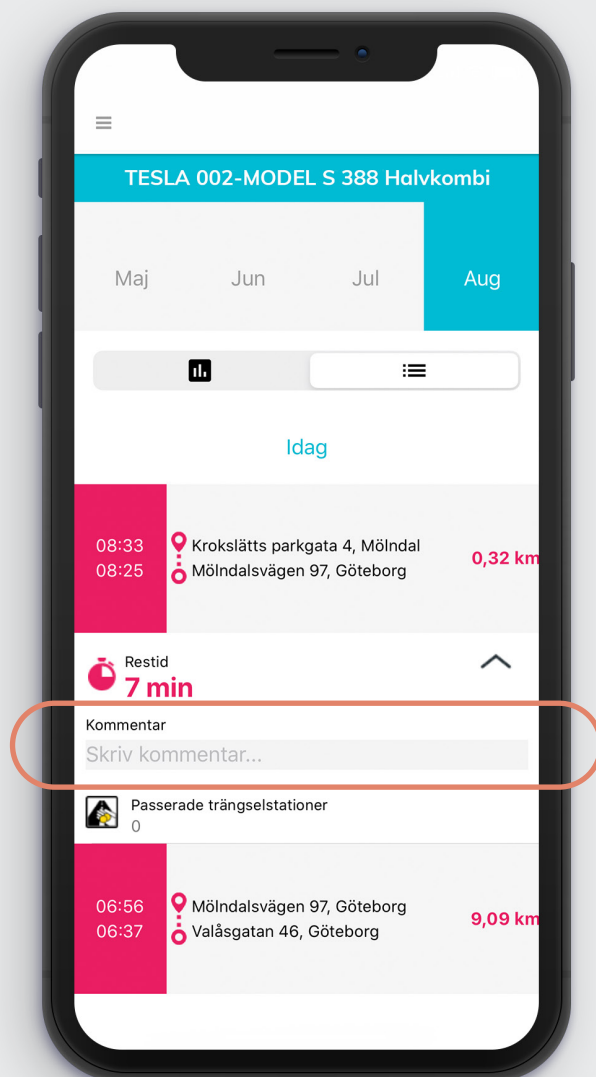 TESLA 002-MODEL S 388 Halvkombi
Maj Jun Jul Aug
Idag
08:33 Krokslätts parkgata 4, Mölndal
08:25 Mölndalsvägen 97, Göteborg
0,32 km
Restid
7 min
Kommentar
Skriv kommentar...
Passerade trängselstationer
0
06:56 Mölndalsvägen 97, Göteborg
06:37 Valåsgatan 46, Göteborg
9,09 km